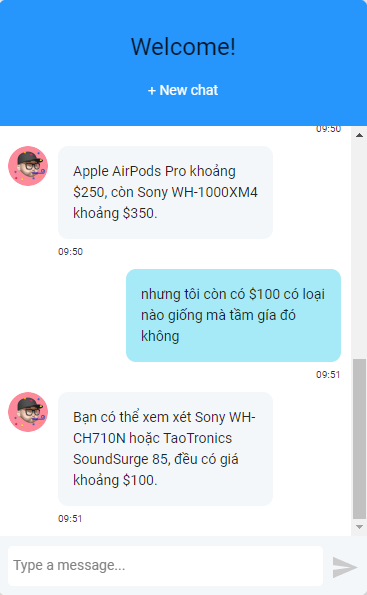 Welcome!
+ New chat
09:50
Apple AirPods Pro khoảng
$250, còn Sony WH-1000XM4
khoảng $350.
09:50
nhưng tôi còn có $100 có loại
nào giống mà tầm gía đó
không
09:51
Bạn có thể xem xét Sony WH-
CH710N hoặc TaoTronics
SoundSurge 85, đều có giá
khoảng $100.
09:51
Type a message...